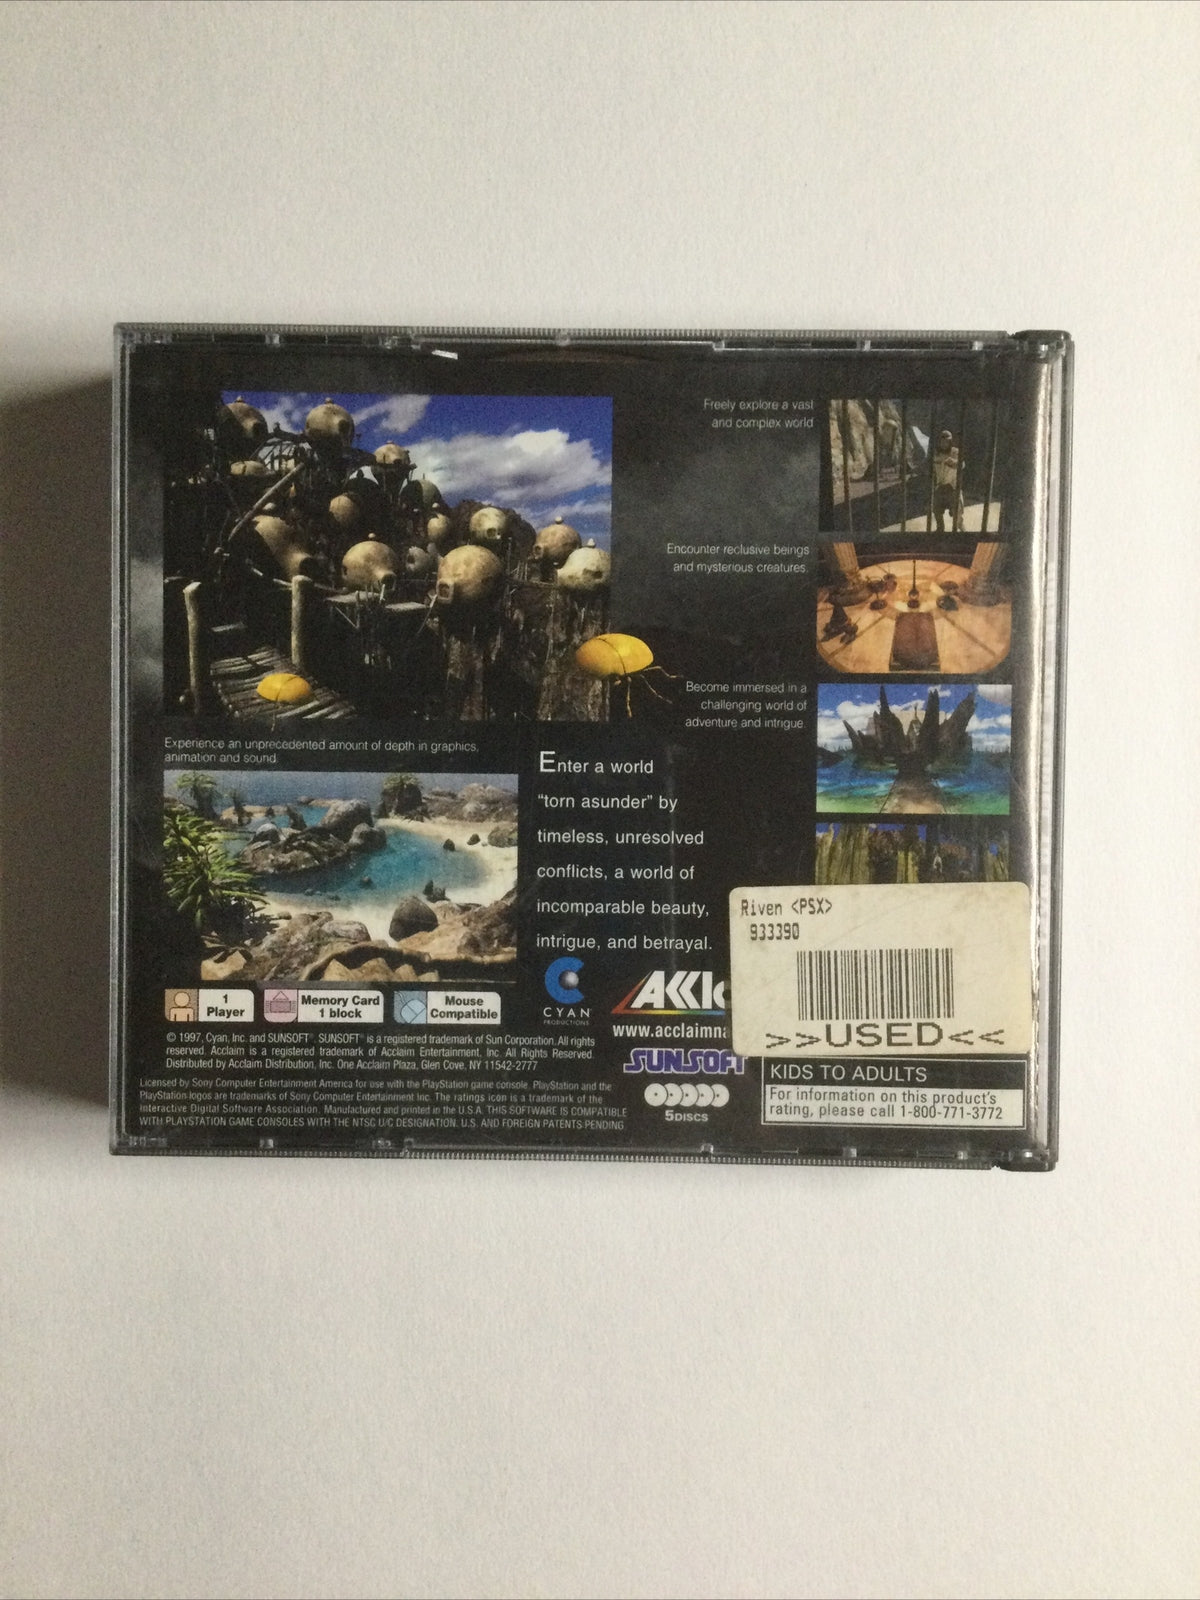 Freely explore a vast
and complex world
Encounter reclusive beings
and mysterious creatures.
Become immersed in a
challenging world of
adventure and intrigue.
Experience an unprecedented amount of depth in graphics,
animation and sound.
Enter a world
"torn asunder" by
timeless, unresolved
conflicts, a world of
incomparable beauty,
intrigue, and betrayal.
Riven <PSX>
933390
>>USED<<
1
Player
Memory Card
1 block
Mouse
Compatible
CYAN
PRODUCTIONS
www.acclaimna
SUNSOFT
5DISCS
KIDS TO ADULTS
For information on this product's
rating, please call 1-800-771-3772
© 1997, Cyan, Inc. and SUNSOFT®. SUNSOFT® is a registered trademark of Sun Corporation. All rights
reserved. Acclaim is a registered trademark of Acclaim Entertainment, Inc. All Rights Reserved.
Distributed by Acclaim Distribution, Inc. One Acclaim Plaza, Glen Cove, NY 11542-2777
Licensed by Sony Computer Entertainment America for use with the PlayStation game console. PlayStation and the
PlayStation logos are trademarks of Sony Computer Entertainment Inc. The ratings icon is a trademark of the
Interactive Digital Software Association. Manufactured and printed in the U.S.A. THIS SOFTWARE IS COMPATIBLE
WITH PLAYSTATION GAME CONSOLES WITH THE NTSC U/C DESIGNATION. U.S. AND FOREIGN PATENTS PENDING.